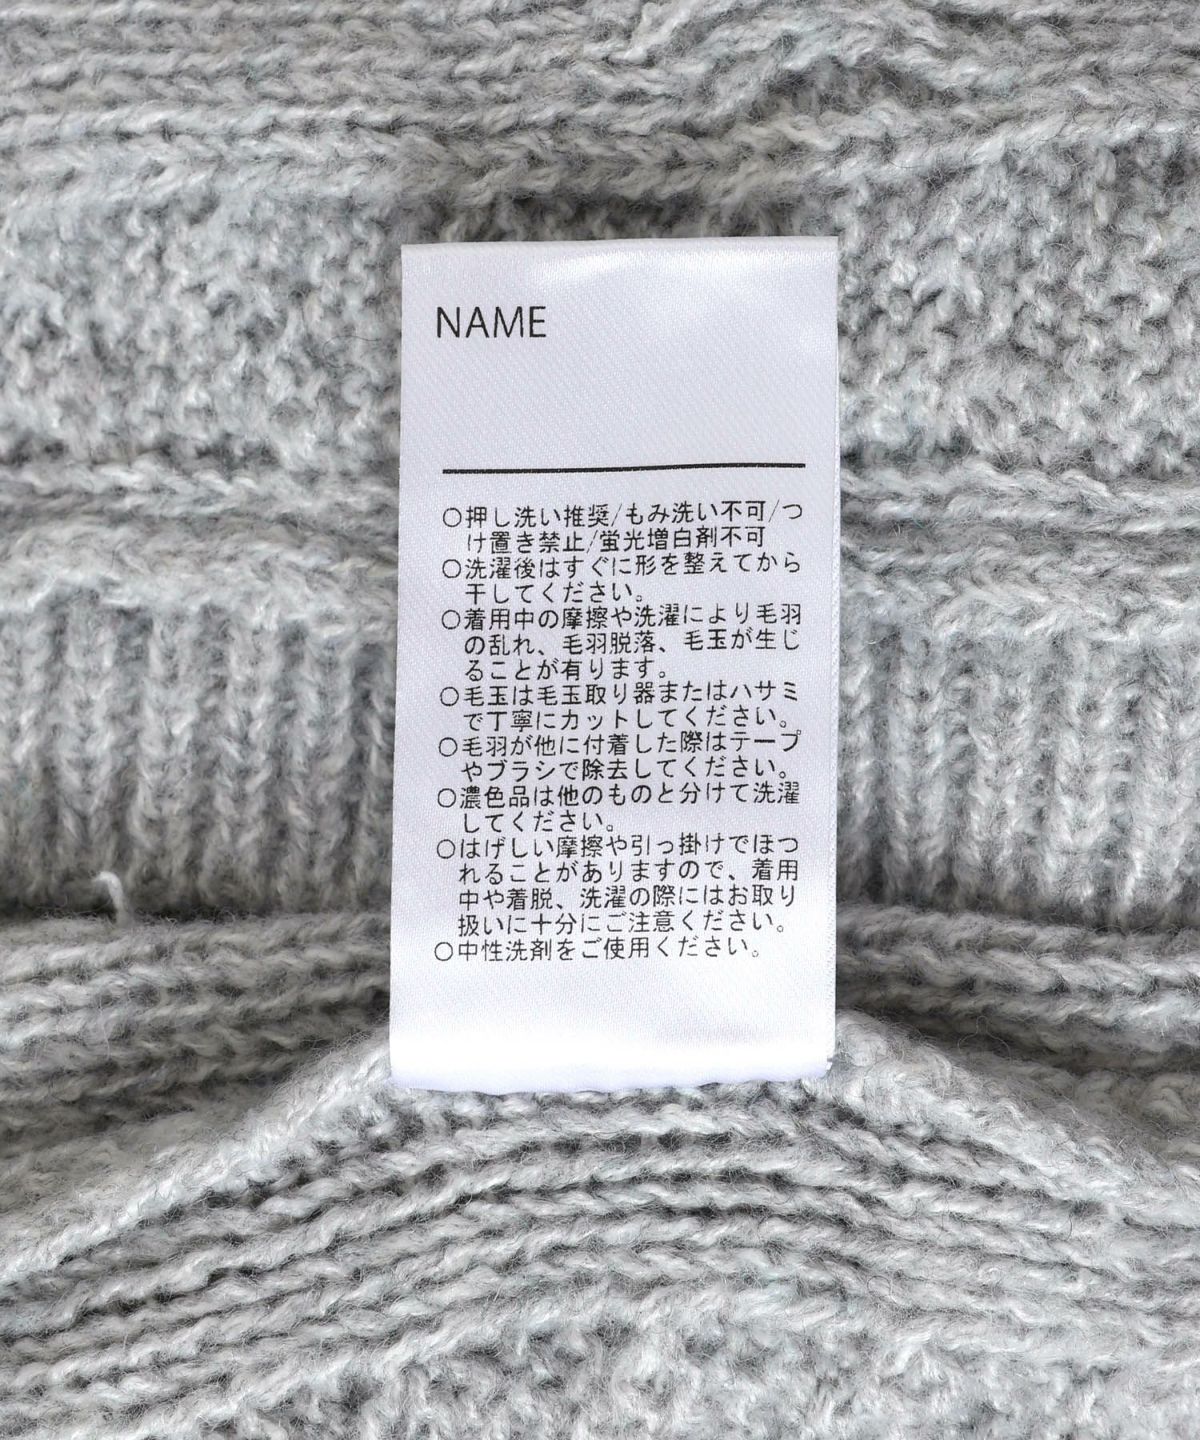 NAME
○押し洗い推奨/もみ洗い不可/つ
け置き禁止/蛍光増白剤不可
○洗濯後はすぐに形を整えてから
干してください。
○着用中の摩擦や洗濯により毛羽
の乱れ、毛羽脱落、毛玉が生じ
ることが有ります。
○毛玉は毛玉取り器またはハサミ
で丁寧にカットしてください。
○毛羽が他に付着した際はテープ
やブラシで除去してください。
○濃色品は他のものと分けて洗濯
してください。
○はげしい摩擦や引っ掛けでほつ
れることがありますので、着用
中や着脱、洗濯の際にはお取り
扱いに十分にご注意ください。
○中性洗剤をご使用ください。